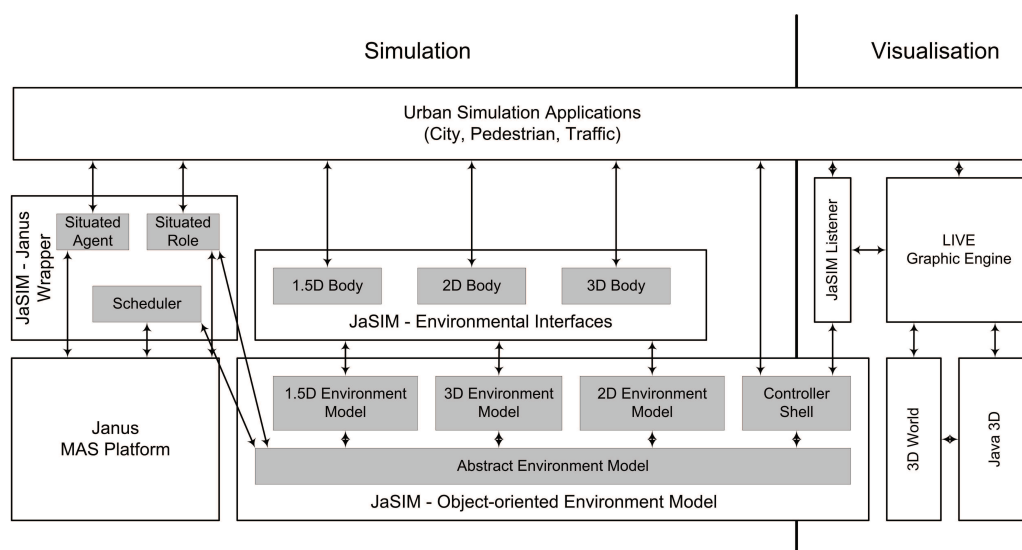 Simulation
Visualisation
Urban Simulation Applications
(City, Pedestrian, Traffic)
JaSIM - Janus
Wrapper
Situated
Agent
Situated
Role
Scheduler
1.5D Body
2D Body
3D Body
JaSIM - Environmental Interfaces
JaSIM Listener
LIVE
Graphic Engine
Janus
MAS Platform
1.5D Environment
Model
3D Environment
Model
2D Environment
Model
Controller
Shell
Abstract Environment Model
JaSIM - Object-oriented Environment Model
3D World
Java 3D